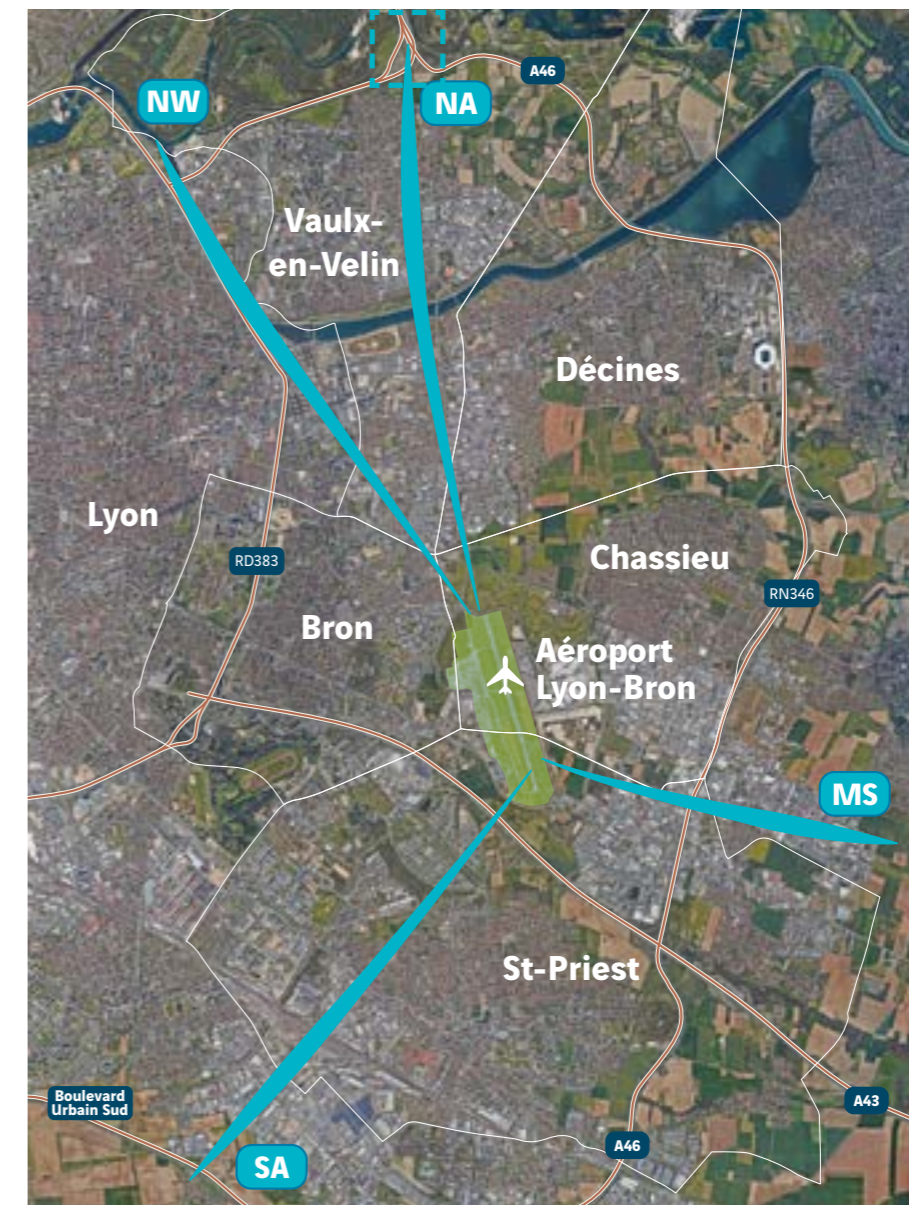 NW
NA
A46
Vaulx-
en-Velin
Décines
Lyon
RD383
Chassieu
RN346
Bron
Aéroport
Lyon-Bron
MS
St-Priest
Boulevard
Urbain Sud
A43
A46
SA